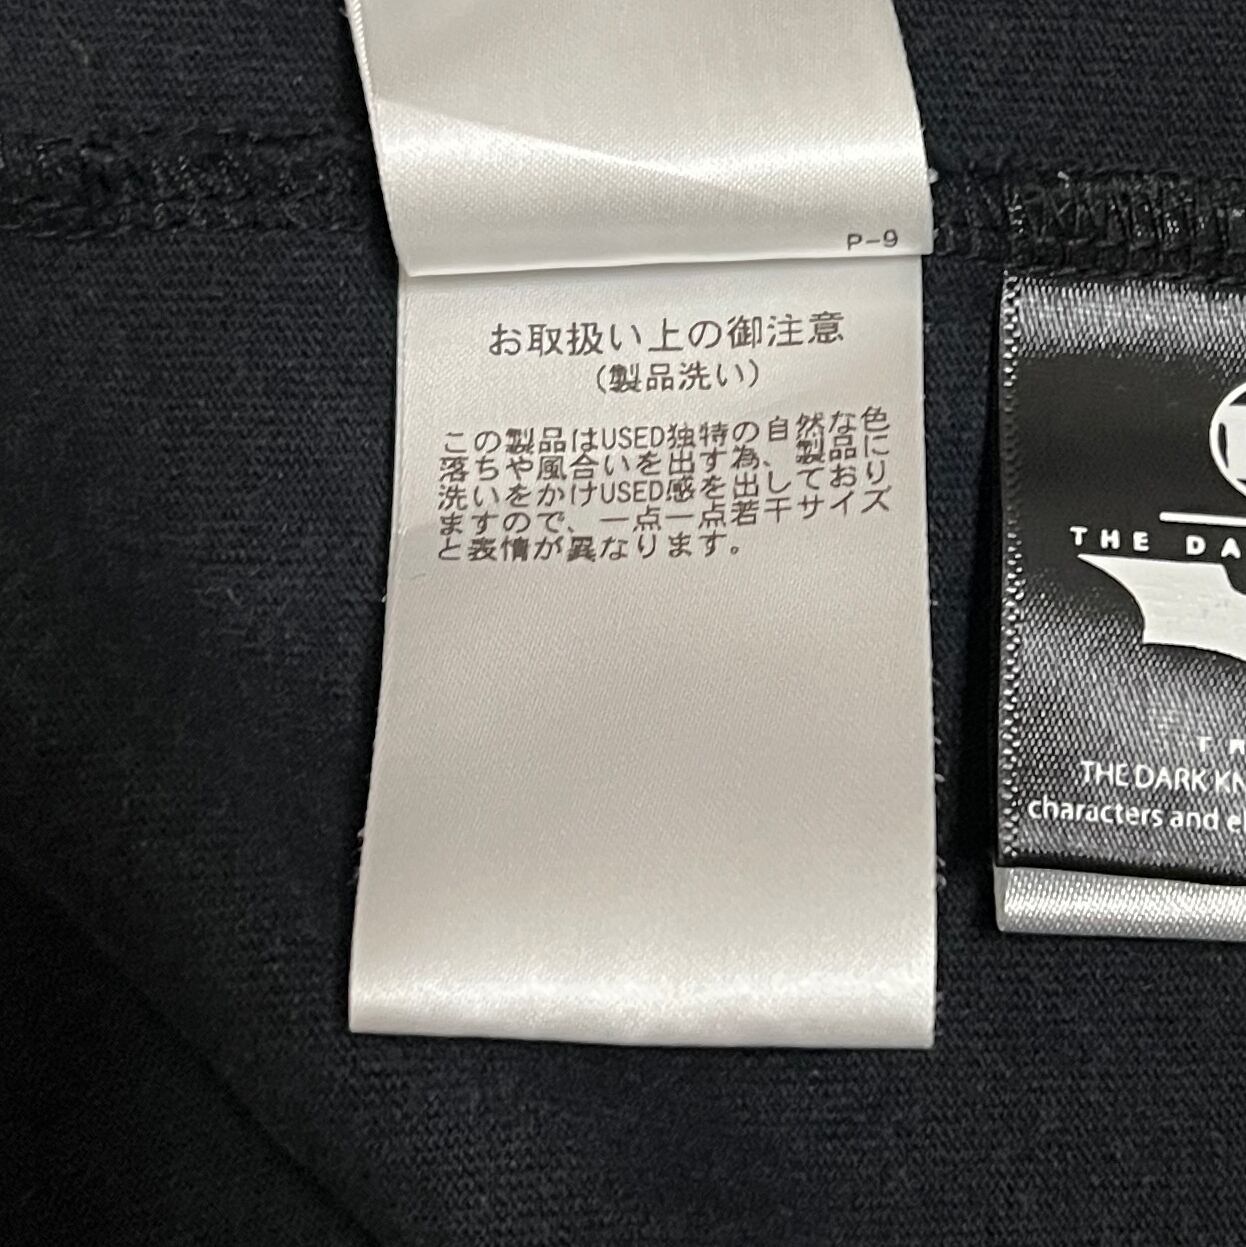 P-9
お取扱い上の御注意
(製品洗い)
この製品はUSED独特の自然な色
落ちや風合いを出す為、製品に
洗いをかけUSED感を出しており
ますので、一点一点若干サイズ
と表情が異なります。
THE DA
THE DARK KN
characters and el